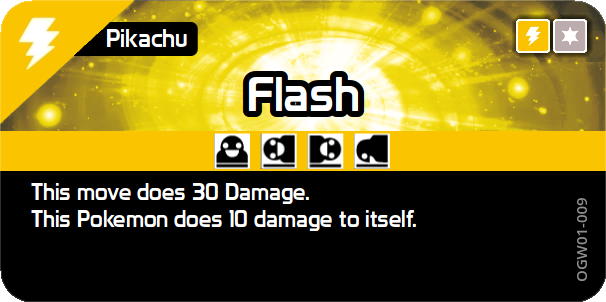 Pikachu
Flash
This move does 30 Damage.
This Pokemon does 10 damage to itself.
OGW01-009